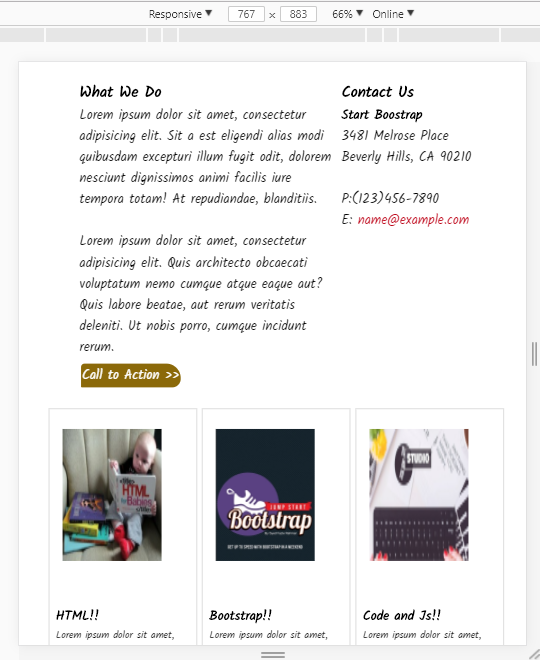 Responsive ▼ 767 x 883 66% ▼ Online ▼
What We Do
Lorem ipsum dolor sit amet, consectetur
adipisicing elit. Sit a est eligendi alias modi
quibusdam excepturi illum fugit odit, dolorem
nesciunt dignissimos animi facilis iure
tempora totam! At repudiandae, blanditiis.
Lorem ipsum dolor sit amet, consectetur
adipisicing elit. Quis architecto obcaecati
voluptatum nemo cumque atque eaque aut?
Quis labore beatae, aut rerum veritatis
deleniti. Ut nobis porro, cumque incidunt
rerum.
Call to Action >>
Contact Us
Start Boostrap
3481 Melrose Place
Beverly Hills, CA 90210
P:(123)456-7890
E: name@example.com
HTML
for Babies
JUMP START
Bootstrap
GET UP TO SPEED WITH BOOTSTRAP IN A WEEKEND
STUDIO
HTML!!
Lorem ipsum dolor sit amet,
Bootstrap!!
Lorem ipsum dolor sit amet,
Code and Js!!
Lorem ipsum dolor sit amet,